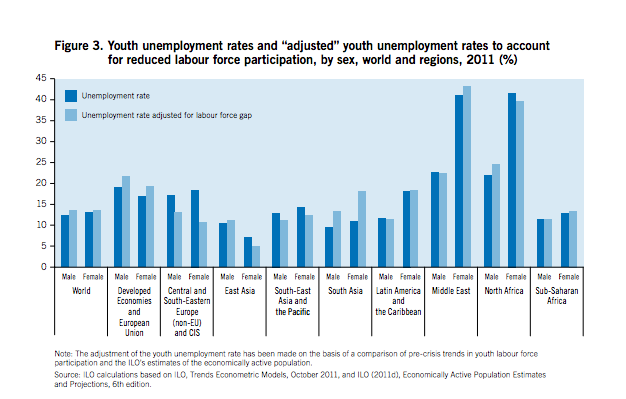 Figure 3. Youth unemployment rates and “adjusted” youth unemployment rates to account
for reduced labour force participation, by sex, world and regions, 2011 (%)
45
40
35
30
25
20
15
10
5
0
Unemployment rate
Unemployment rate adjusted for labour force gap
Male Female Male Female Male Female Male Female Male Female Male Female Male Female Male Female Male Female Male Female
World
Developed
Economies
and
European
Union
Central and
South-Eastern
Europe
(non-EU)
and CIS
East Asia
South-East
Asia and
the Pacific
South Asia
Latin America
and
the Caribbean
Middle East
North Africa
Sub-Saharan
Africa
Note: The adjustment of the youth unemployment rate has been made on the basis of a comparison of pre-crisis trends in youth labour force
participation and the ILO’s estimates of the economically active population.
Source: ILO calculations based on ILO, Trends Econometric Models, October 2011, and ILO (2011d), Economically Active Population Estimates
and Projections, 6th edition.